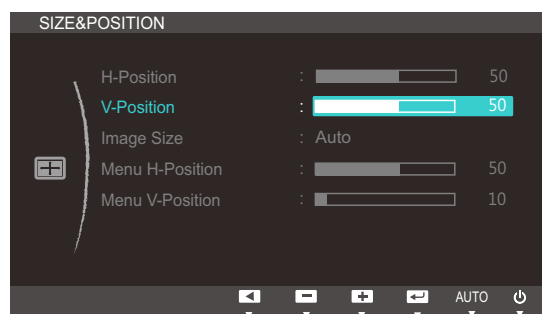 SIZE&POSITION
H-Position : 50
V-Position : 50
Image Size : Auto
Menu H-Position : 50
Menu V-Position : 10
AUTO